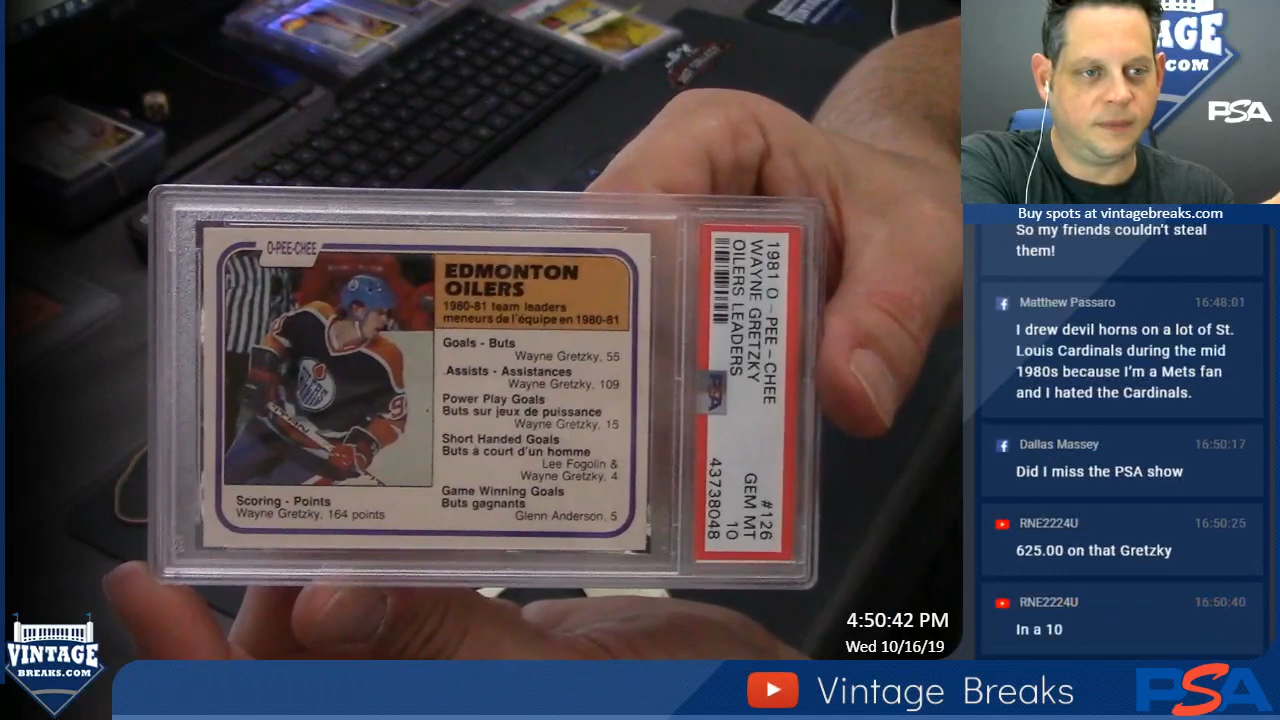 AGE
.COM
PSA
Buy spots at vintagebreaks.com
So my friends couldn't steal
them!
Matthew Passaro 16:48:01
I drew devil horns on a lot of St.
Louis Cardinals during the mid
1980s because I'm a Mets fan
and I hated the Cardinals.
Dallas Massey 16:50:17
Did I miss the PSA show
RNE2224U 16:50:25
625.00 on that Gretzky
RNE2224U 16:50:40
In a 10
O-PEE-CHEE
EDMONTON
OILERS
1980-81 team leaders
meneurs de l'équipe en 1980-81
Goals - Buts
Wayne Gretzky, 55
Assists - Assistances
Wayne Gretzky, 109
Power Play Goals
Buts sur jeux de puissance
Wayne Gretzky, 15
Short Handed Goals
Buts à court d'un homme
Lee Fogolin &
Wayne Gretzky, 4
Game Winning Goals
Buts gagnants
Glenn Anderson, 5
Scoring - Points
Wayne Gretzky, 164 points
OILERS
1981 O-PEE-CHEE #126
WAYNE GRETZKY GEM MT
OILERS LEADERS 10
PSA 43738048
4:50:42 PM
Wed 10/16/19
VINTAGE
BREAKS.COM
Vintage Breaks
PSA